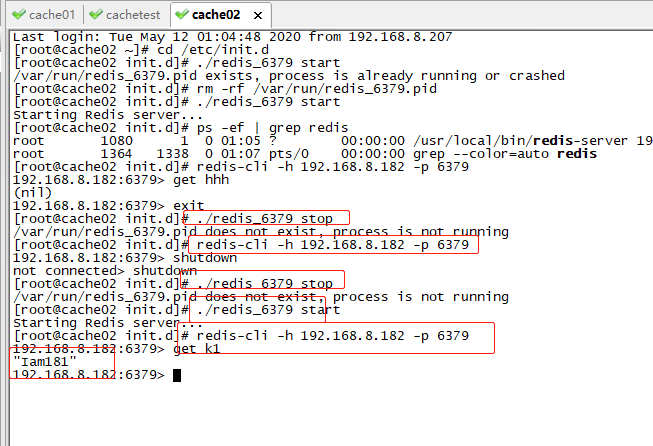 cache01 cachetest cache02 x
Last login: Tue May 12 01:04:48 2020 from 192.168.8.207
[root@cache02 ~]# cd /etc/init.d
[root@cache02 init.d]# ./redis_6379 start
/var/run/redis_6379.pid exists, process is already running or crashed
[root@cache02 init.d]# rm -rf /var/run/redis_6379.pid
[root@cache02 init.d]# ./redis_6379 start
Starting Redis server...
[root@cache02 init.d]# ps -ef | grep redis
root 1080 1 0 01:05 ? 00:00:00 /usr/local/bin/redis-server 19
root 1364 1338 0 01:07 pts/0 00:00:00 grep --color=auto redis
[root@cache02 init.d]# redis-cli -h 192.168.8.182 -p 6379
192.168.8.182:6379> get hhh
(nil)
192.168.8.182:6379> exit
[root@cache02 init.d]# ./redis_6379 stop
/var/run/redis_6379.pid does not exist, process is not running
[root@cache02 init.d]# redis-cli -h 192.168.8.182 -p 6379
192.168.8.182:6379> shutdown
not connected> shutdown
[root@cache02 init.d]# ./redis_6379 stop
/var/run/redis_6379.pid does not exist, process is not running
[root@cache02 init.d]# ./redis_6379 start
Starting Redis server...
[root@cache02 init.d]# redis-cli -h 192.168.8.182 -p 6379
192.168.8.182:6379> get k1
"Iam181"
192.168.8.182:6379>